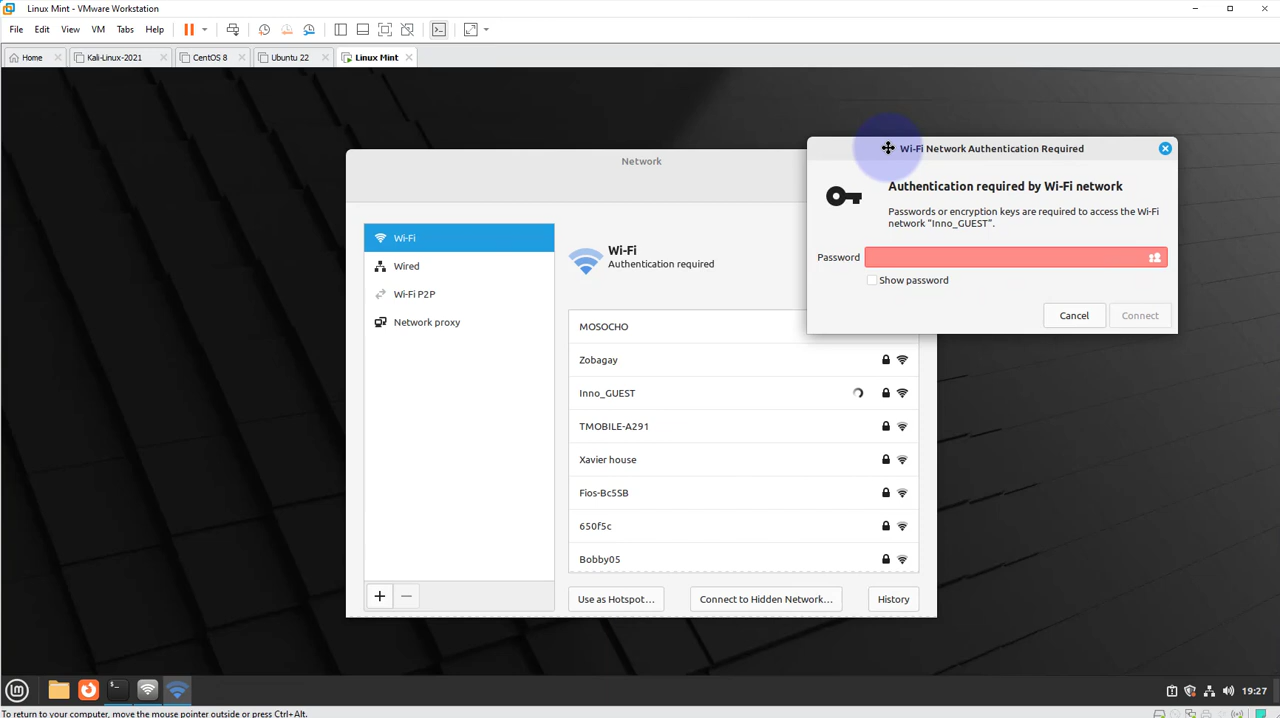 Linux Mint - VMware Workstation
File Edit View VM Tabs Help
Home Kali-Linux-2021 CentOS 8 Ubuntu 22 Linux Mint
Network
Wi-Fi
Wired
Wi-Fi P2P
Network proxy
Wi-Fi
Authentication required
MOSOCHO
Zobagay
Inno_GUEST
TMOBILE-A291
Xavier house
Fios-Bc5SB
650f5c
Bobby05
Use as Hotspot… Connect to Hidden Network… History
Wi-Fi Network Authentication Required
Authentication required by Wi-Fi network
Passwords or encryption keys are required to access the Wi-Fi
network "Inno_GUEST".
Password
Show password
Cancel Connect
19:27
To return to your computer, move the mouse pointer outside or press Ctrl+Alt.